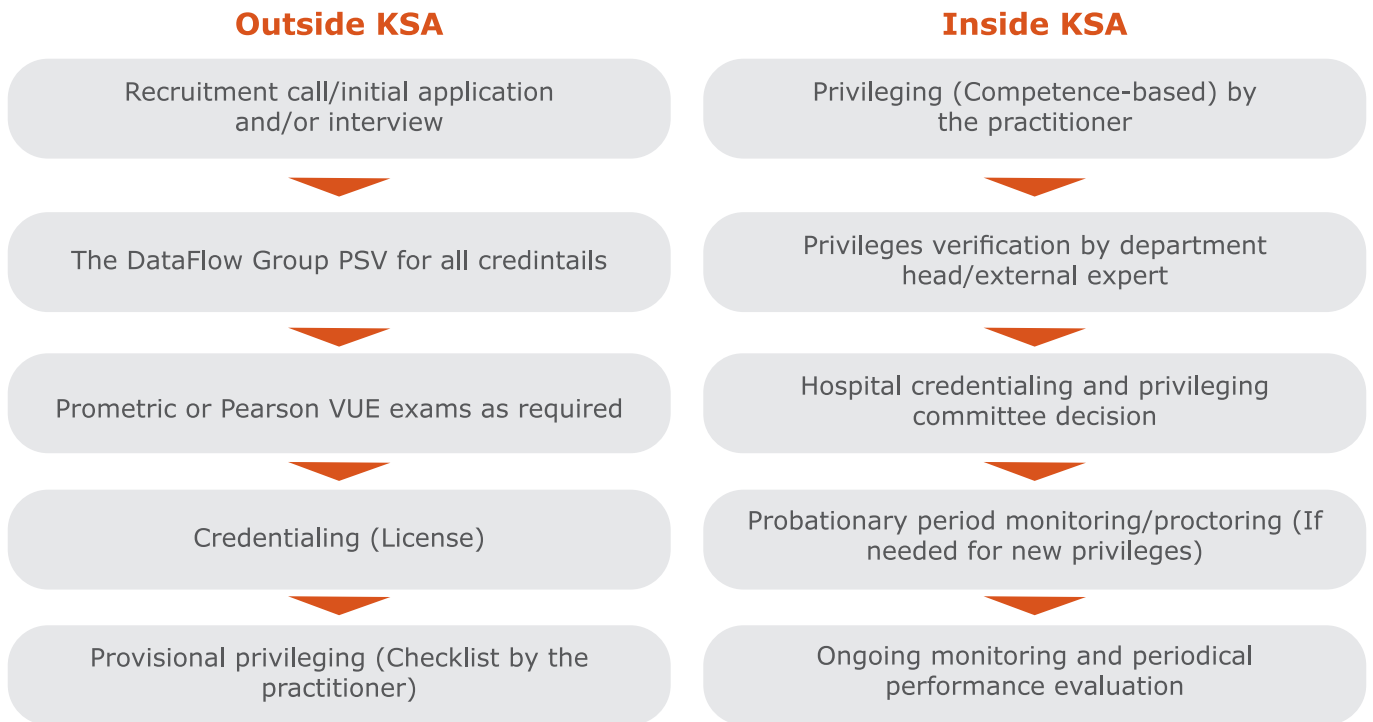 Outside KSA
Recruitment call/initial application
and/or interview
The DataFlow Group PSV for all credintails
Prometric or Pearson VUE exams as required
Credentialing (License)
Provisional privileging (Checklist by the
practitioner)
Inside KSA
Privileging (Competence-based) by
the practitioner
Privileges verification by department
head/external expert
Hospital credentialing and privileging
committee decision
Probationary period monitoring/proctoring (If
needed for new privileges)
Ongoing monitoring and periodical
performance evaluation